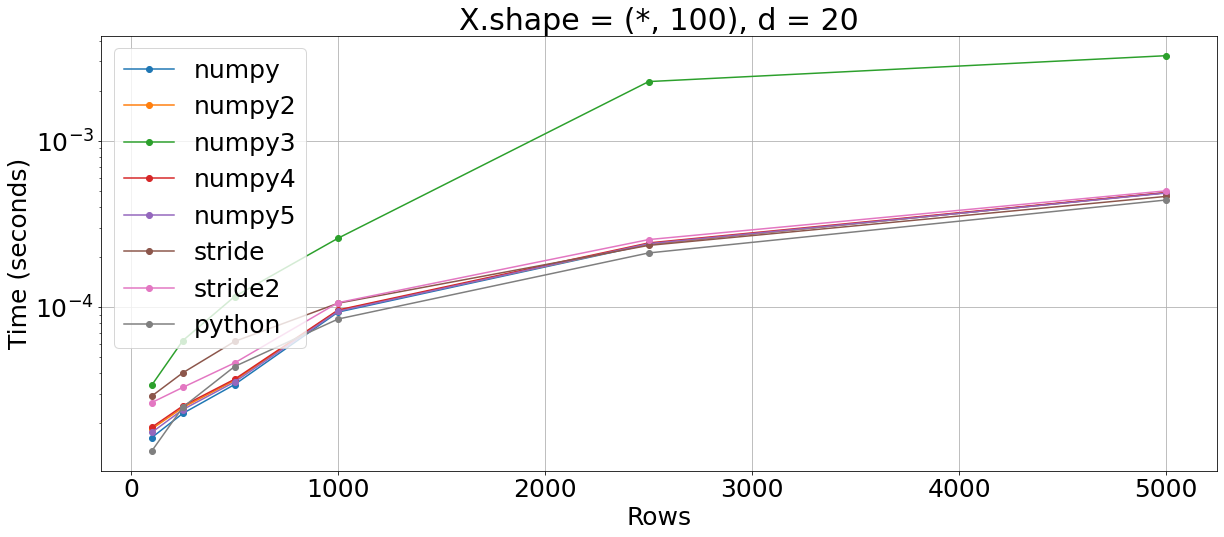 X.shape = (*, 100), d = 20
numpy
numpy2
numpy3
numpy4
numpy5
stride
stride2
python
Time (seconds)
10⁻³
10⁻⁴
0 1000 2000 3000 4000 5000
Rows